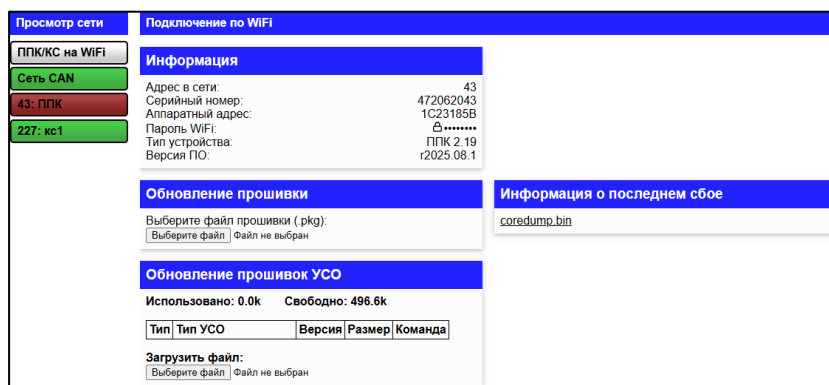 Просмотр сети
Подключение по WiFi
ППК/КС на WiFi
Сеть CAN
43: ППК
227: кс1
Информация
Адрес в сети: 43
Серийный номер: 472062043
Аппаратный адрес: 1C23185B
Пароль WiFi: ••••••••
Тип устройства: ППК 2.19
Версия ПО: r2025.08.1
Обновление прошивки
Выберите файл прошивки (.pkg):
Выберите файл Файл не выбран
Информация о последнем сбое
coredump.bin
Обновление прошивок УСО
Использовано: 0.0k Свободно: 496.6k
Тип Тип УСО Версия Размер Команда
Загрузить файл:
Выберите файл Файл не выбран